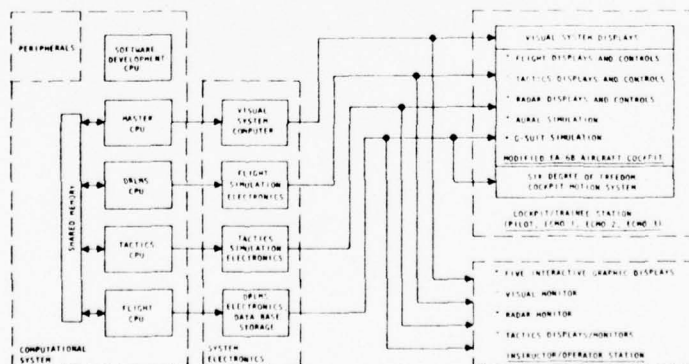 PERIPHERALS
SOFTWARE
DEVELOPMENT
CPU
SHARED MEMORY
MASTER
CPU
DRLMS
CPU
TACTICS
CPU
FLIGHT
CPU
COMPUTATIONAL
SYSTEM
VISUAL
SYSTEM
COMPUTER
FLIGHT
SIMULATION
ELECTRONICS
TACTICS
SIMULATION
ELECTRONICS
DRLMS
ELECTRONICS
DATA BASE
STORAGE
SYSTEM
ELECTRONICS
VISUAL SYSTEM DISPLAYS
* FLIGHT DISPLAYS AND CONTROLS
* TACTICS DISPLAYS AND CONTROLS
* RADAR DISPLAYS AND CONTROLS
* AURAL SIMULATION
* G-SUIT SIMULATION
MODIFIED EA-6B AIRCRAFT COCKPIT
SIX DEGREE OF FREEDOM
COCKPIT MOTION SYSTEM
COCKPIT/TRAINEE STATION
(PILOT, ECMO 1, ECMO 2, ECMO 3)
* FIVE INTERACTIVE GRAPHIC DISPLAYS
* VISUAL MONITOR
* RADAR MONITOR
* TACTICS DISPLAYS/MONITORS
INSTRUCTOR/OPERATOR STATION